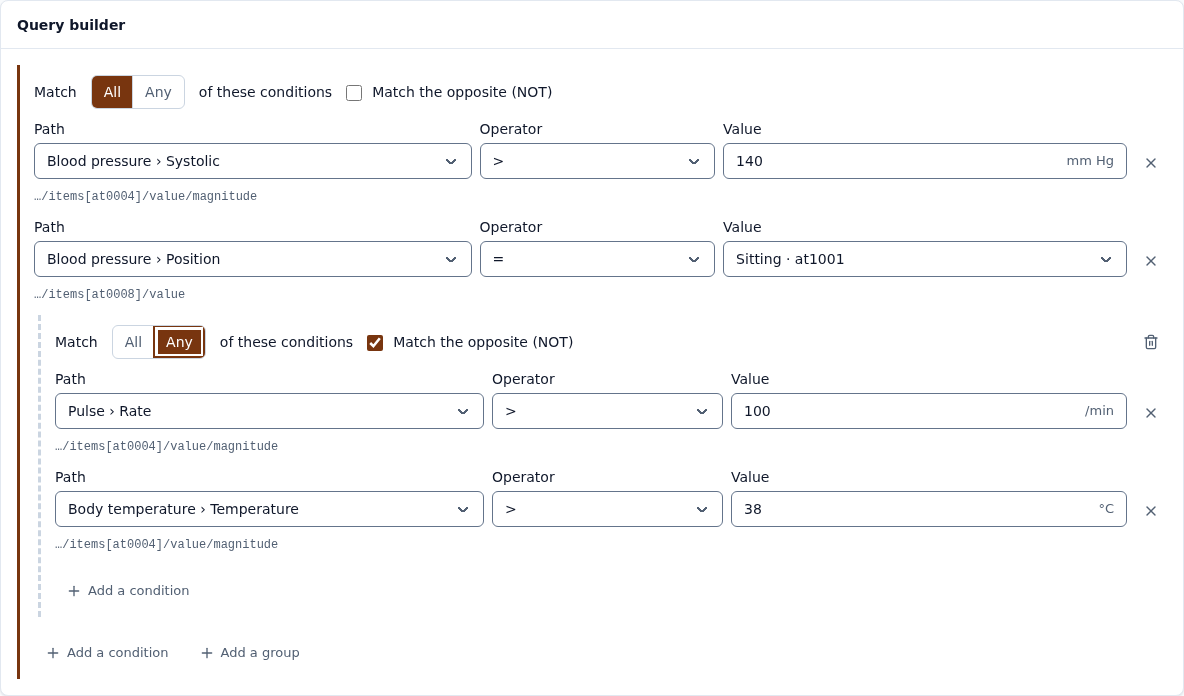 Query builder
Match All Any of these conditions Match the opposite (NOT)
Path Operator Value
Blood pressure › Systolic > 140 mm Hg
…/items[at0004]/value/magnitude
Path Operator Value
Blood pressure › Position = Sitting · at1001
…/items[at0008]/value
Match All Any of these conditions Match the opposite (NOT)
Path Operator Value
Pulse › Rate > 100 /min
…/items[at0004]/value/magnitude
Path Operator Value
Body temperature › Temperature > 38 °C
…/items[at0004]/value/magnitude
Add a condition
Add a condition Add a group